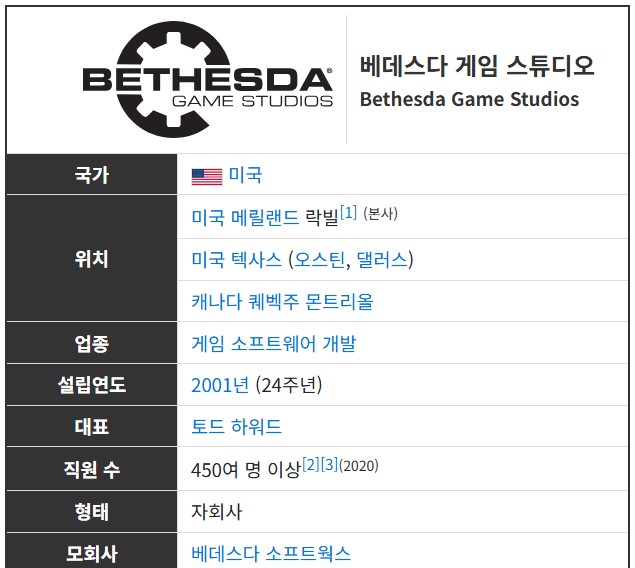 BETHESDA®
GAME STUDIOS
베데스다 게임 스튜디오
Bethesda Game Studios
국가 미국
위치 미국 메릴랜드 락빌[1] (본사)
미국 텍사스 (오스틴, 댈러스)
캐나다 퀘벡주 몬트리올
업종 게임 소프트웨어 개발
설립연도 2001년 (24주년)
대표 토드 하워드
직원 수 450여 명 이상[2][3](2020)
형태 자회사
모회사 베데스다 소프트웍스